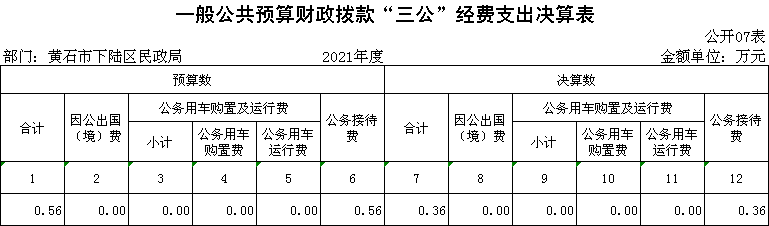 一般公共预算财政拨款“三公”经费支出决算表
公开07表
部门：黄石市下陆区民政局 2021年度 金额单位：万元
预算数 决算数
合计 因公出国（境）费 公务用车购置及运行费 公务接待费 合计 因公出国（境）费 公务用车购置及运行费 公务接待费
小计 公务用车购置费 公务用车运行费 小计 公务用车购置费 公务用车运行费
1 2 3 4 5 6 7 8 9 10 11 12
0.56 0.00 0.00 0.00 0.00 0.56 0.36 0.00 0.00 0.00 0.00 0.36